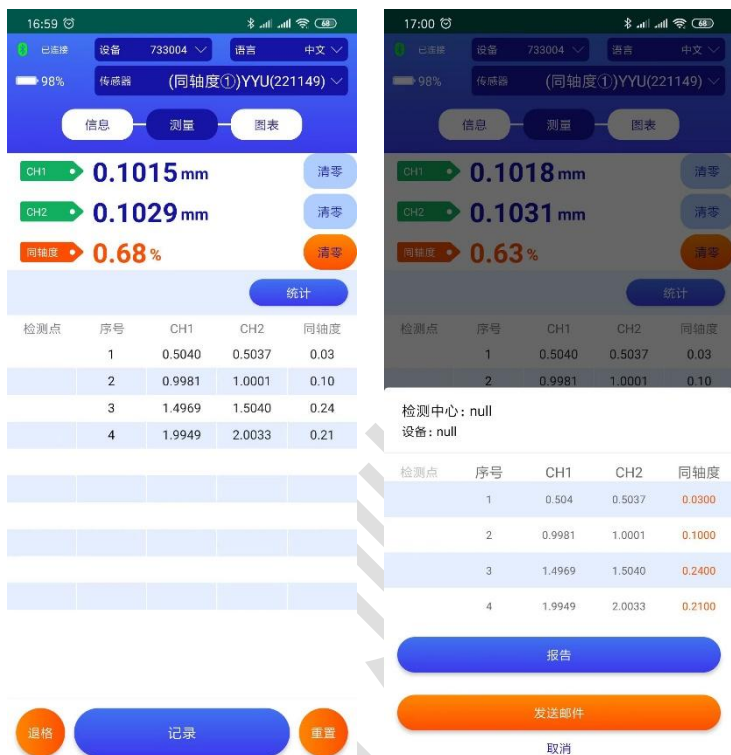 16:59 68
已连接 设备 733004 语言 中文
98% 传感器 (同轴度①)YYU(221149)
信息 测量 图表
CH1 0.1015 mm 清零
CH2 0.1029 mm 清零
同轴度 0.68 % 清零
统计
检测点 序号 CH1 CH2 同轴度
1 0.5040 0.5037 0.03
2 0.9981 1.0001 0.10
3 1.4969 1.5040 0.24
4 1.9949 2.0033 0.21
退格 记录 重置
17:00 68
已连接 设备 733004 语言 中文
98% 传感器 (同轴度①)YYU(221149)
信息 测量 图表
CH1 0.1018 mm 清零
CH2 0.1031 mm 清零
同轴度 0.63 % 清零
统计
检测点 序号 CH1 CH2 同轴度
1 0.5040 0.5037 0.03
2 0.9981 1.0001 0.10
检测中心: null
设备: null
检测点 序号 CH1 CH2 同轴度
1 0.504 0.5037 0.0300
2 0.9981 1.0001 0.1000
3 1.4969 1.5040 0.2400
4 1.9949 2.0033 0.2100
报告
发送邮件
取消